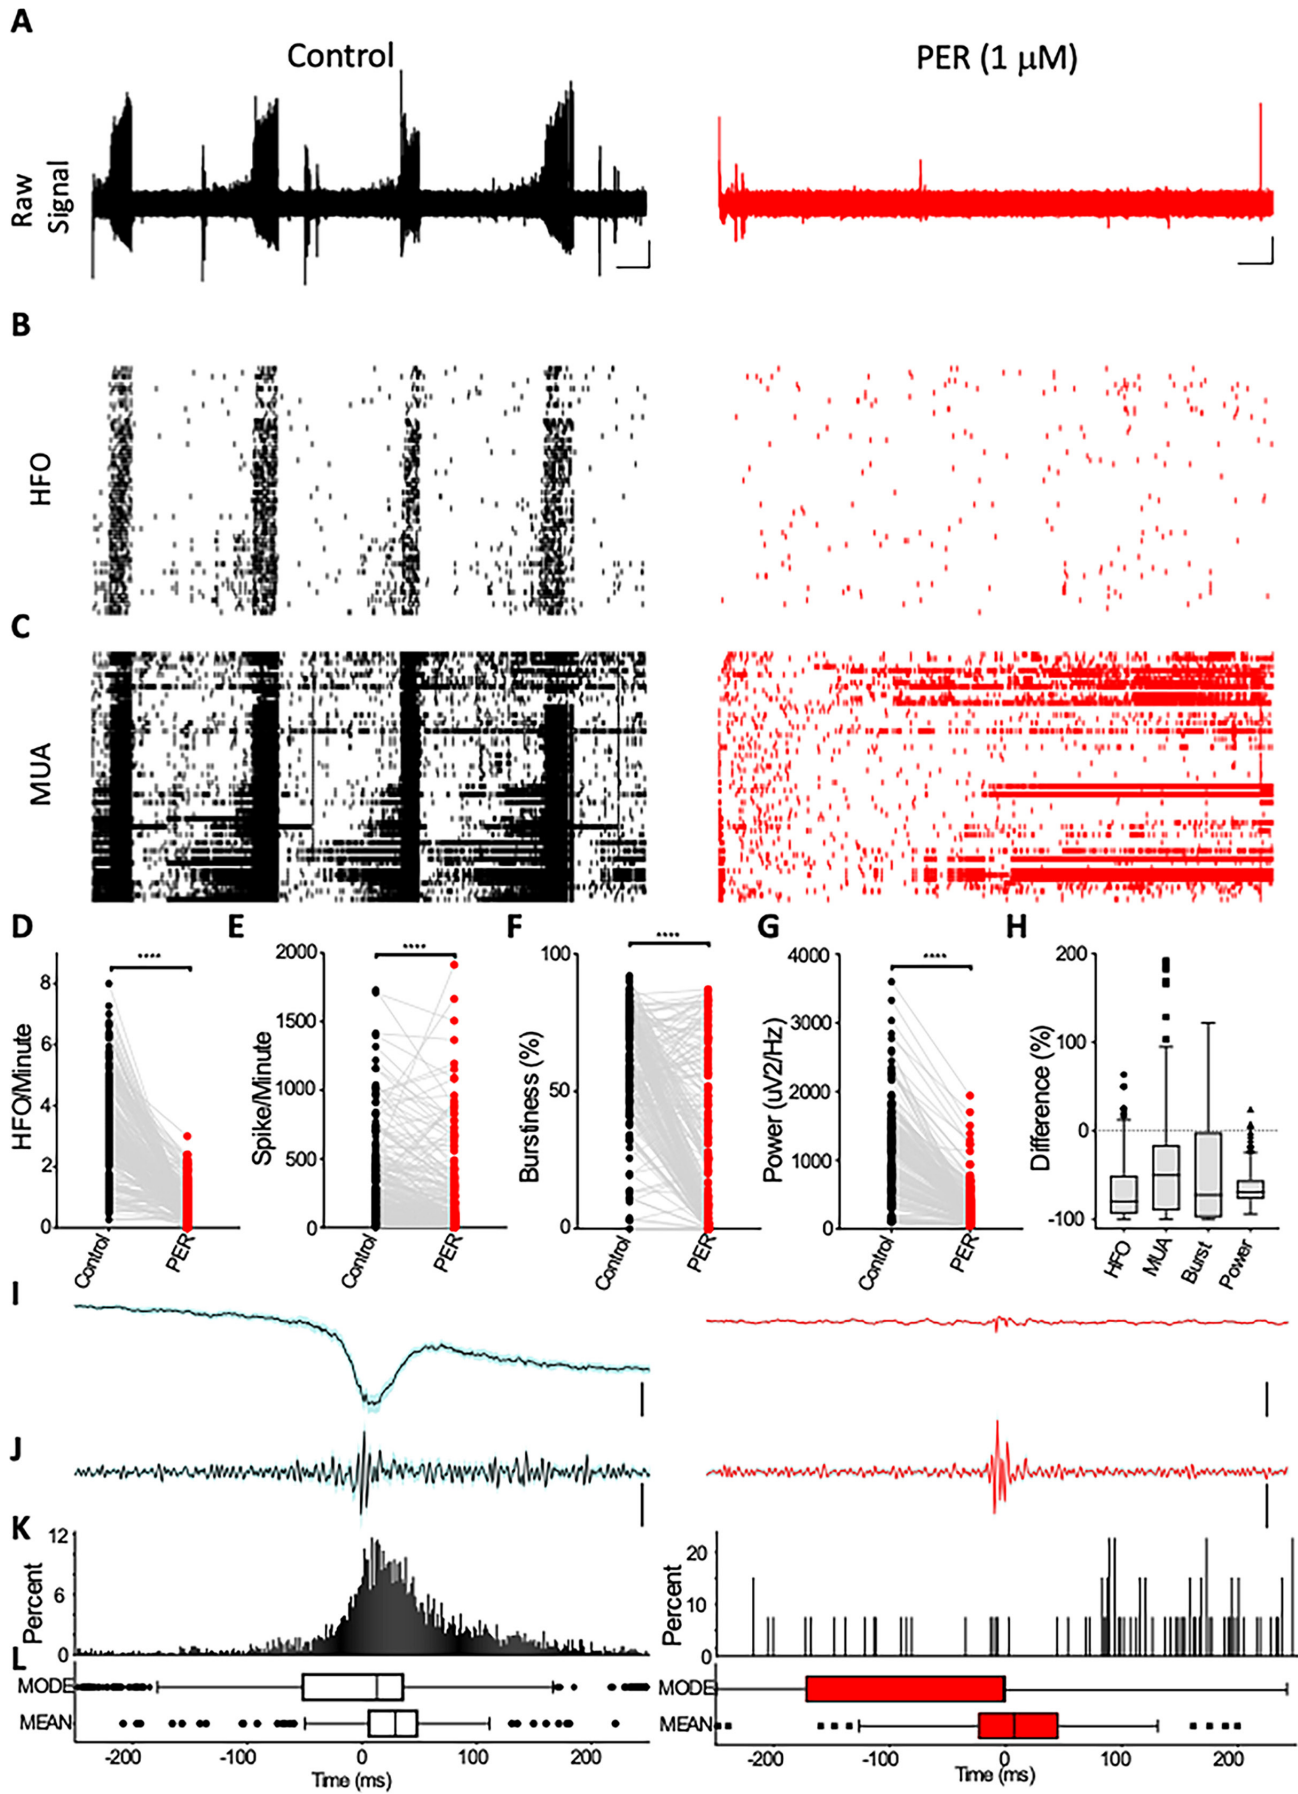 A
Control
PER (1 μM)
Raw
Signal
B
HFO
C
MUA
D
E
F
G
H
HFO/Minute
8
6
4
2
0
****
Control
PER
Spike/Minute
2000
1500
1000
500
0
****
Control
PER
Burstiness (%)
100
50
0
****
Control
PER
Power (uV2/Hz)
4000
3000
2000
1000
0
****
Control
PER
Difference (%)
200
100
0
-100
HFO
MUA
Burst
Power
I
J
K
Percent
12
6
0
Percent
20
10
0
L
MODE
MEAN
-200 -100 0 100 200
Time (ms)
MODE
MEAN
-200 -100 0 100 200
Time (ms)